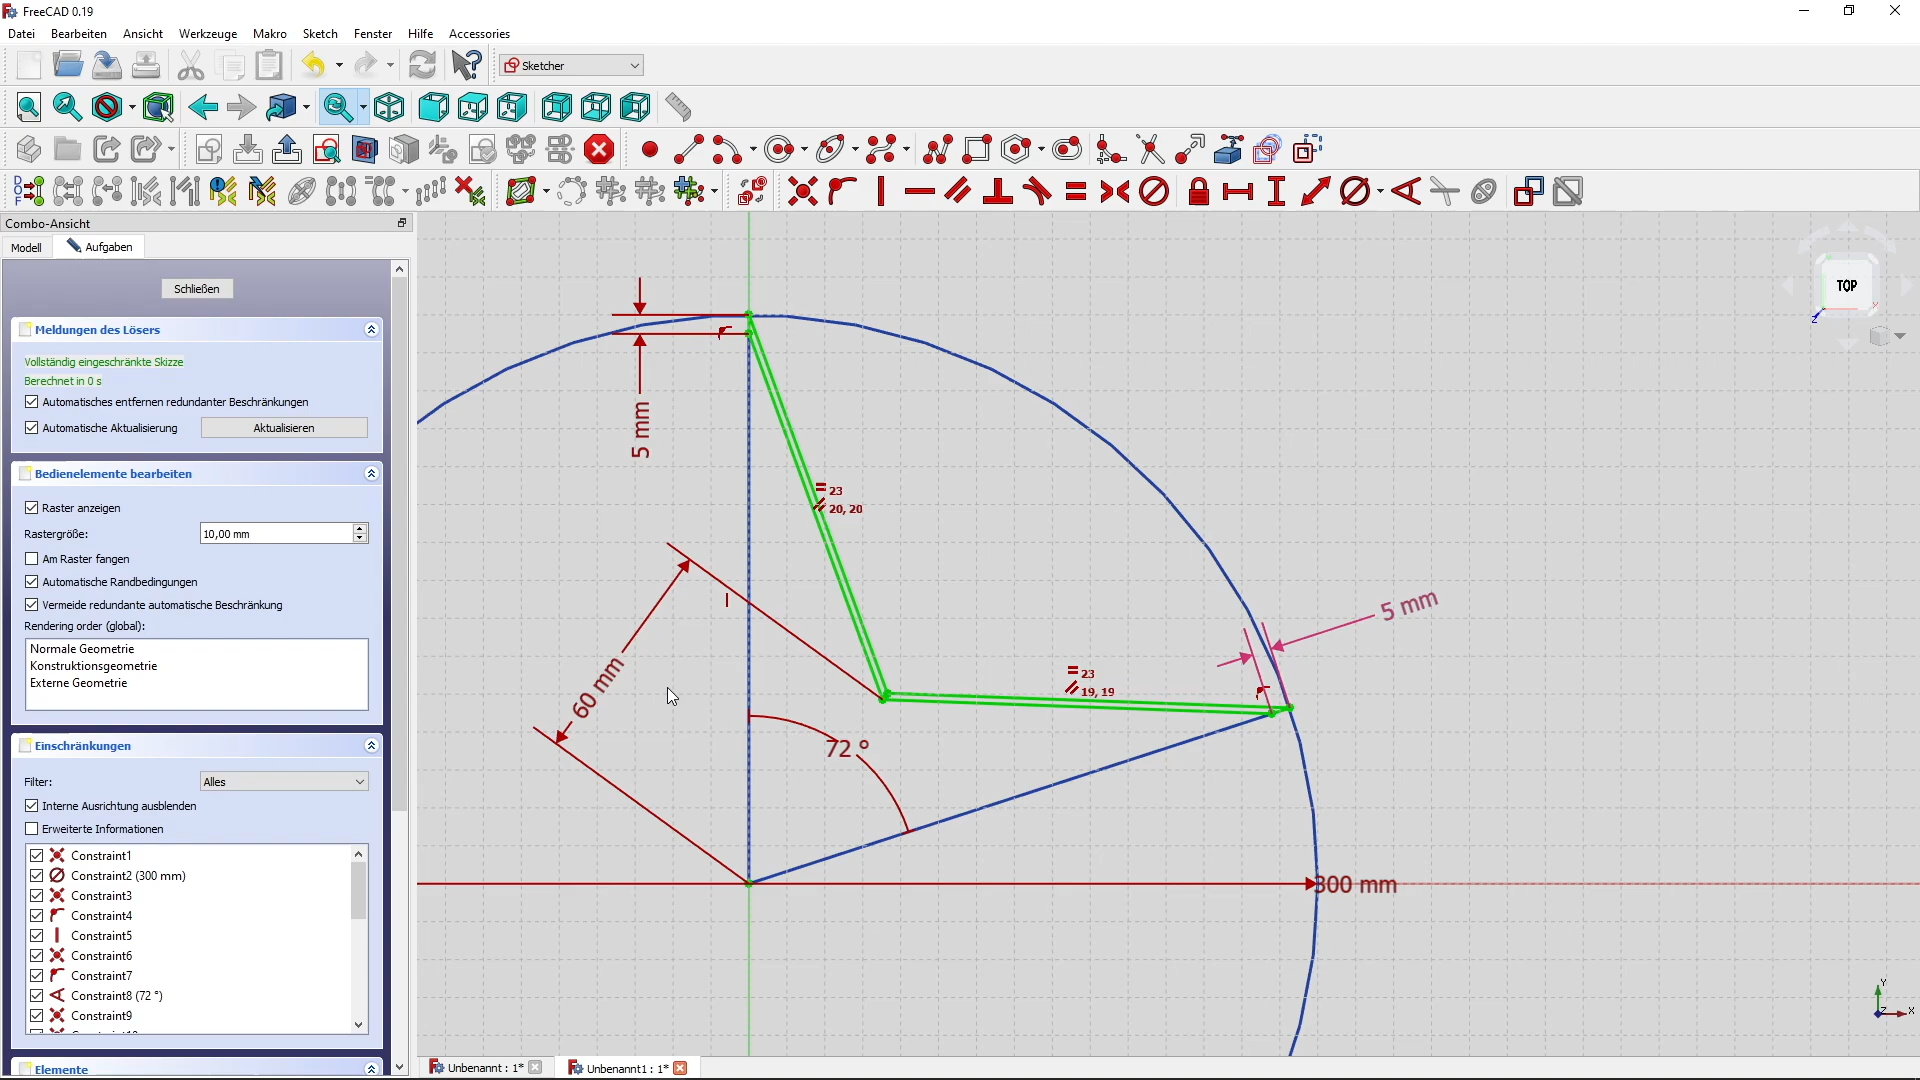 FreeCAD 0.19
Datei Bearbeiten Ansicht Werkzeuge Makro Sketch Fenster Hilfe Accessories
Sketcher
Combo-Ansicht
Modell Aufgaben
Schließen
Meldungen des Lösers
Vollständig eingeschränkte Skizze
Berechnet in 0 s
Automatisches entfernen redundanter Beschränkungen
Automatische Aktualisierung Aktualisieren
Bedienelemente bearbeiten
Raster anzeigen
Rastergröße: 10,00 mm
Am Raster fangen
Automatische Randbedingungen
Vermeide redundante automatische Beschränkung
Rendering order (global):
Normale Geometrie
Konstruktionsgeometrie
Externe Geometrie
Einschränkungen
Filter: Alles
Interne Ausrichtung ausblenden
Erweiterte Informationen
Constraint1
Constraint2 (300 mm)
Constraint3
Constraint4
Constraint5
Constraint6
Constraint7
Constraint8 (72 °)
Constraint9
Elemente
5 mm
23
20, 20
60 mm
72 °
23
19, 19
5 mm
300 mm
TOP
Z
X
Y
Z
X
Unbenannt : 1*
Unbenannt1 : 1*